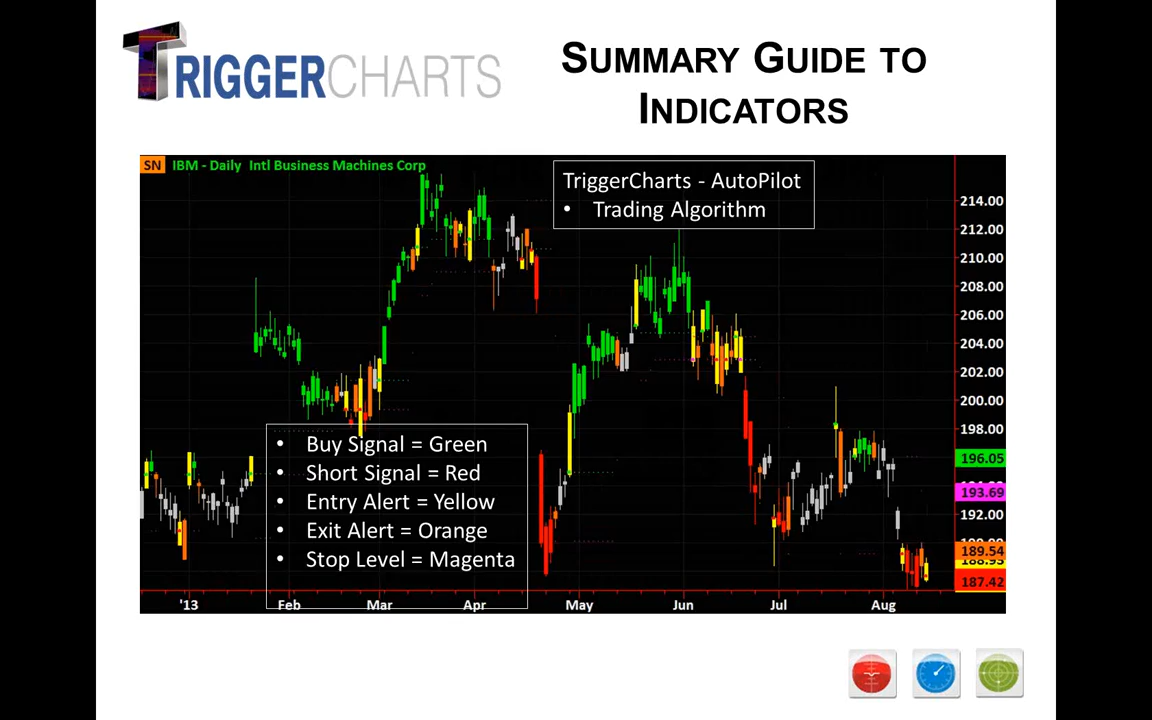 TRIGGERCHARTS
SUMMARY GUIDE TO
INDICATORS
SN IBM - Daily Intl Business Machines Corp
TriggerCharts - AutoPilot
• Trading Algorithm
214.00
212.00
210.00
208.00
206.00
204.00
202.00
200.00
198.00
196.05
193.69
192.00
189.54
188.95
187.42
• Buy Signal = Green
• Short Signal = Red
• Entry Alert = Yellow
• Exit Alert = Orange
• Stop Level = Magenta
'13 Feb Mar Apr May Jun Jul Aug